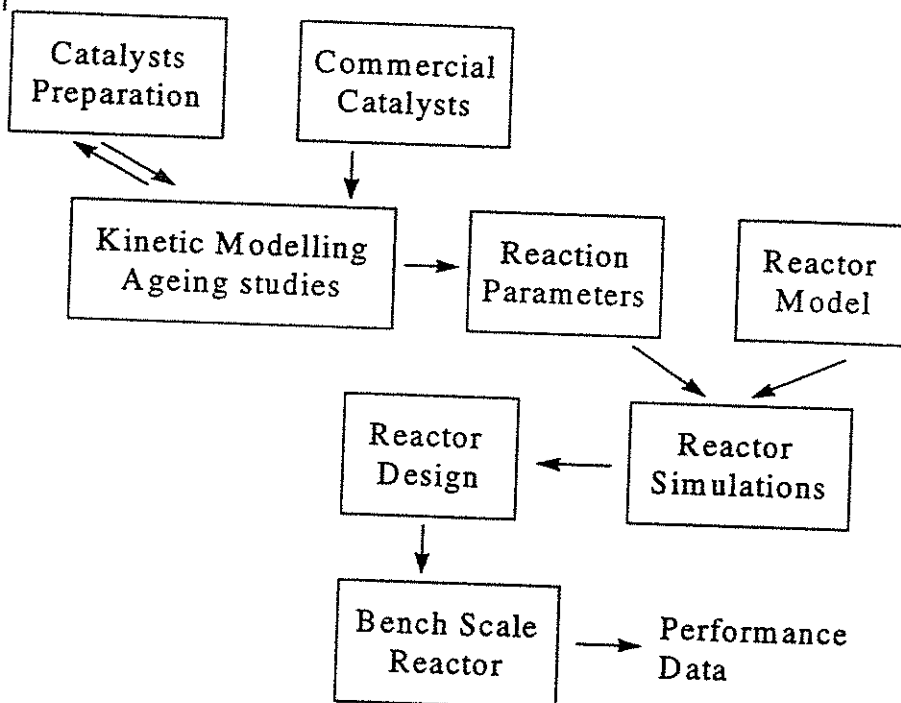 Catalysts
Preparation
Commercial
Catalysts
Kinetic Modelling
Ageing studies
Reaction
Parameters
Reactor
Model
Reactor
Design
Reactor
Simulations
Bench Scale
Reactor
Performance
Data